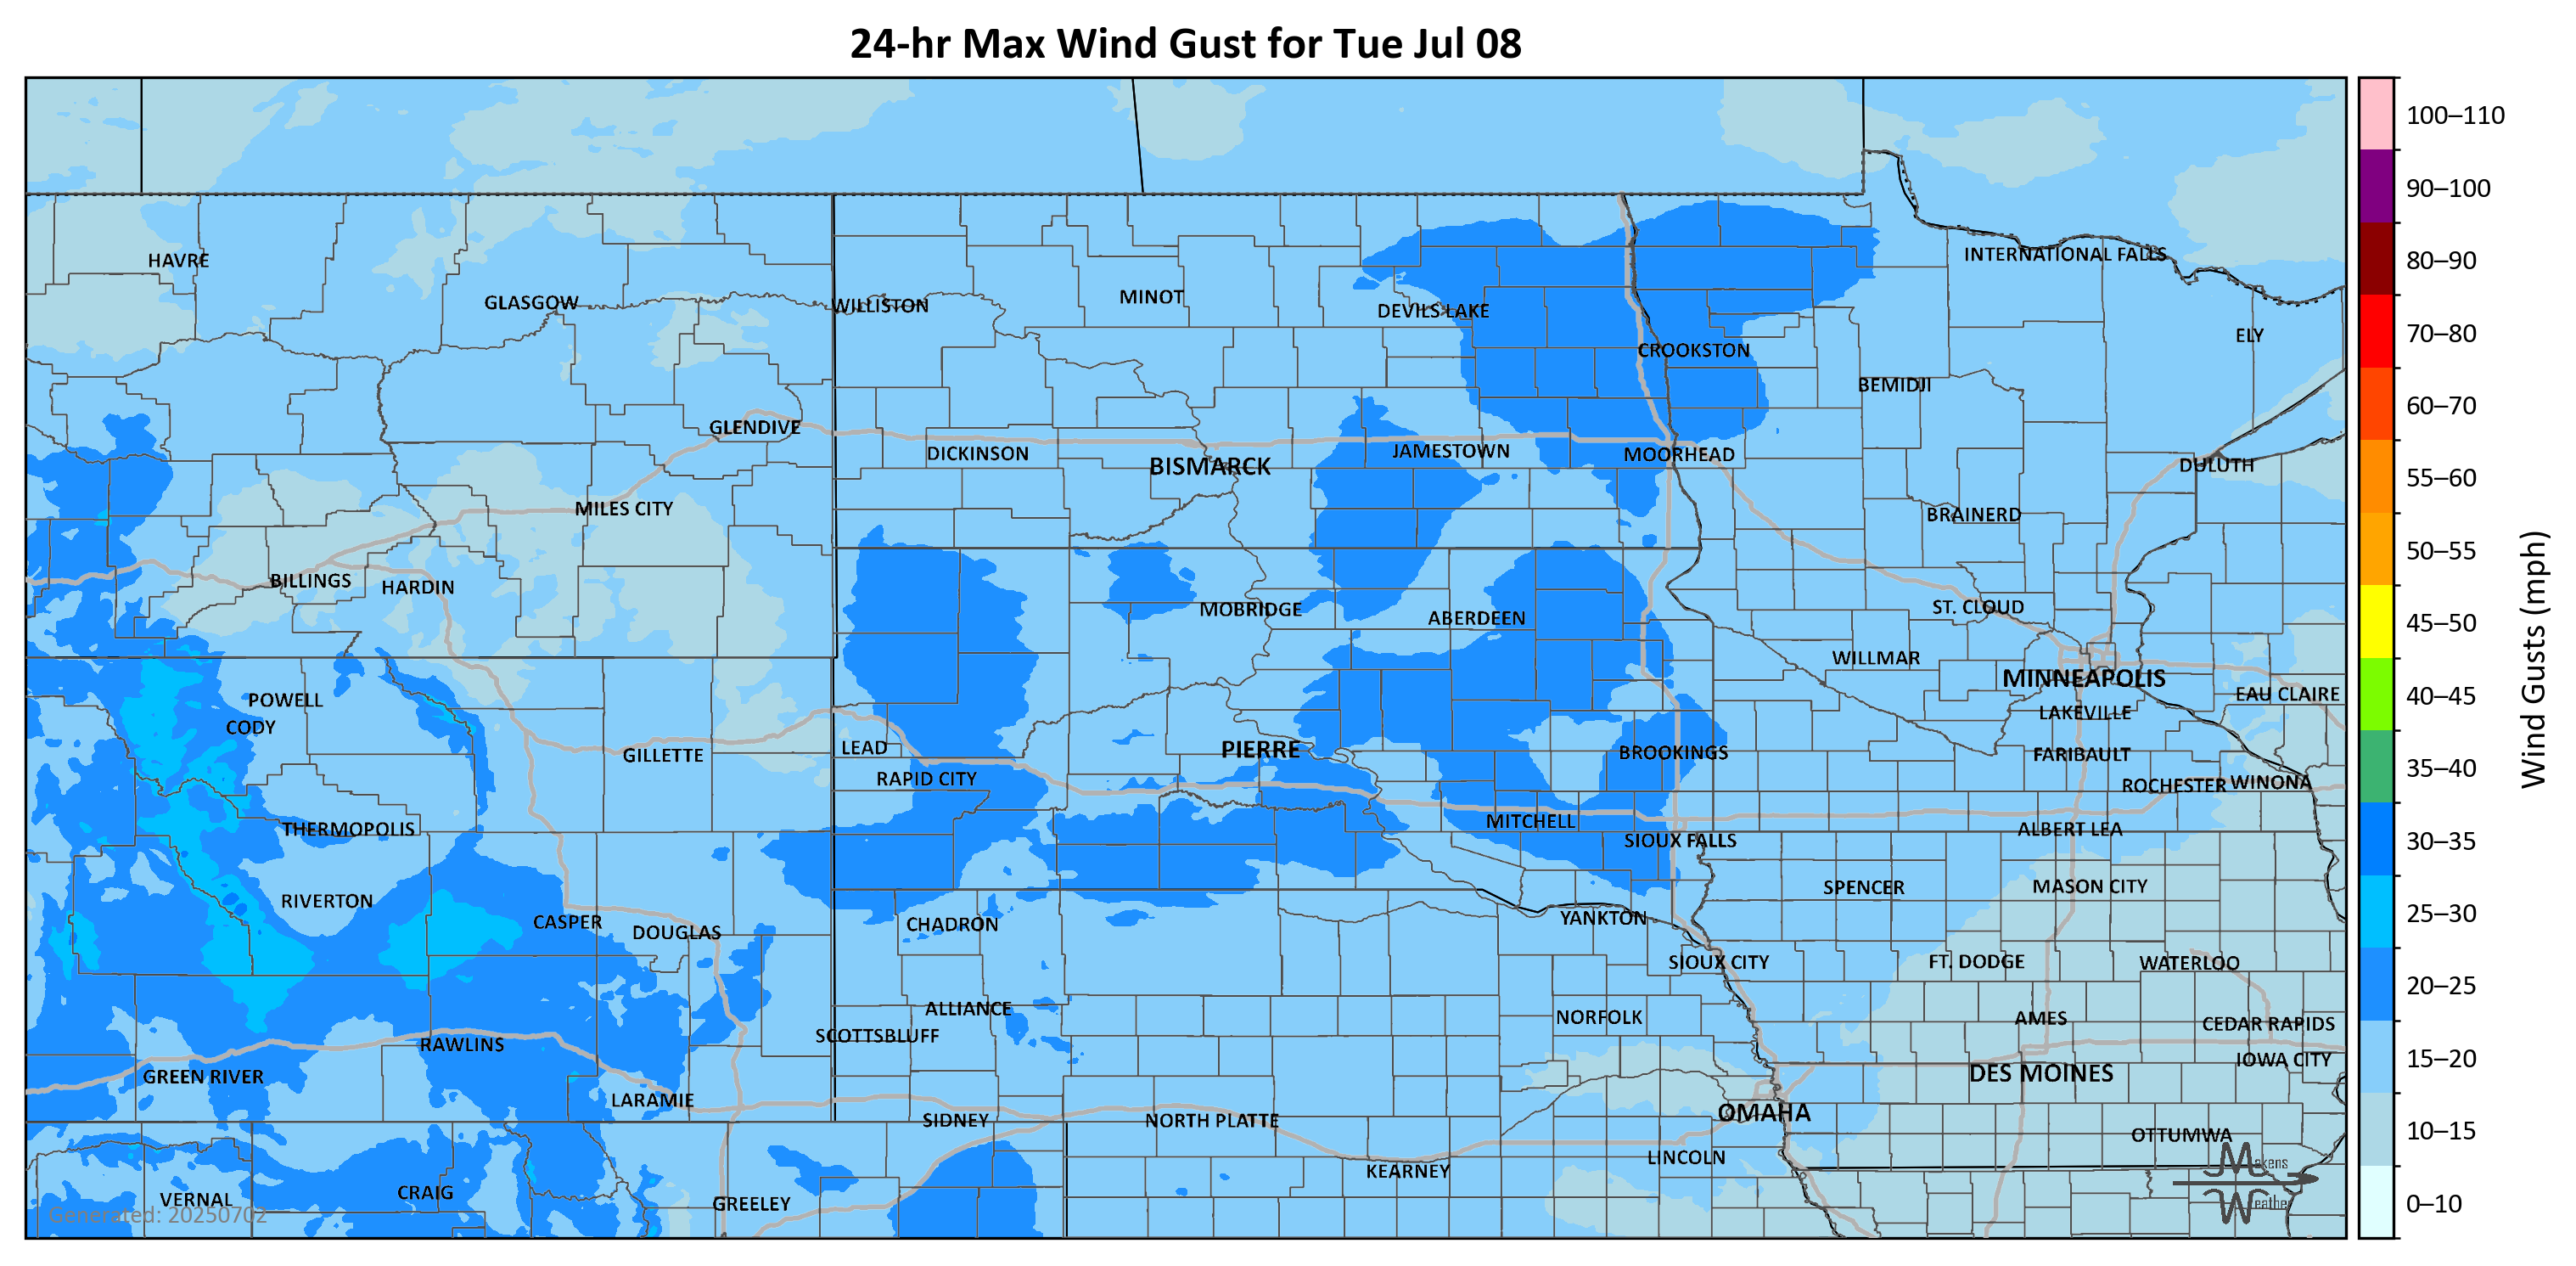 24-hr Max Wind Gust for Tue Jul 08
HAVRE
GLASGOW
WILLISTON
MINOT
DEVILS LAKE
CROOKSTON
INTERNATIONAL FALLS
ELY
BEMIDJI
GLENDIVE
DICKINSON
BISMARCK
JAMESTOWN
MOORHEAD
DULUTH
MILES CITY
BRAINERD
BILLINGS
HARDIN
MOBRIDGE
ABERDEEN
ST. CLOUD
WILLMAR
MINNEAPOLIS
EAU CLAIRE
POWELL
CODY
LAKEVILLE
GILLETTE
LEAD
PIERRE
BROOKINGS
FARIBAULT
RAPID CITY
ROCHESTER
WINONA
THERMOPOLIS
MITCHELL
SIOUX FALLS
ALBERT LEA
RIVERTON
SPENCER
MASON CITY
CASPER
DOUGLAS
CHADRON
YANKTON
SIOUX CITY
FT. DODGE
WATERLOO
ALLIANCE
NORFOLK
AMES
CEDAR RAPIDS
SCOTTSBLUFF
RAWLINS
IOWA CITY
GREEN RIVER
DES MOINES
LARAMIE
OMAHA
SIDNEY
NORTH PLATTE
OTTUMWA
LINCOLN
KEARNEY
VERNAL
CRAIG
GREELEY
Generated: 20250702
Makens
Weather
100–110
90–100
80–90
70–80
60–70
55–60
50–55
45–50
40–45
35–40
30–35
25–30
20–25
15–20
10–15
0–10
Wind Gusts (mph)